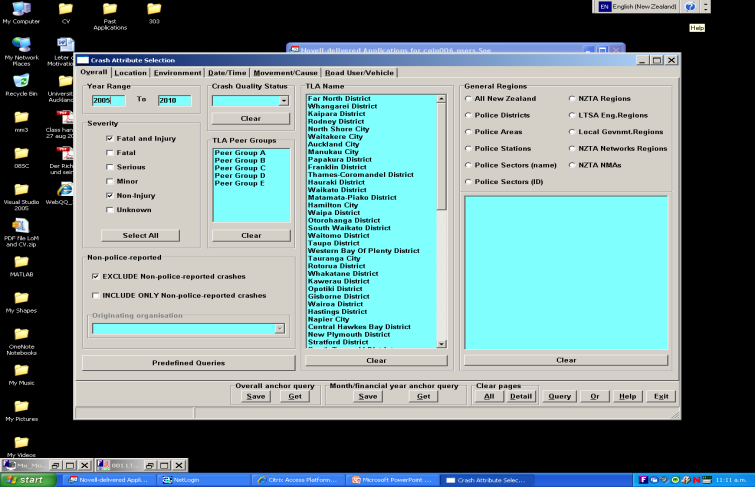 EN English (New Zealand)
Help
My Computer
CV
Past Applications
303
My Network Places
Recycle Bin
mm3
DBSC
Visual Studio 2005
PDF file LoM and CV.zip
MATLAB
My Shapes
OneNote Notebooks
My Music
My Pictures
My Videos
Novell-delivered Applications for
Crash Attribute Selection
Overall Location Environment Date/Time Movement/Cause Road User/Vehicle
Year Range
2005 To 2010
Severity
Fatal and Injury
Fatal
Serious
Minor
Non-Injury
Unknown
Select All
Non-police-reported
EXCLUDE Non-police-reported crashes
INCLUDE ONLY Non-police-reported crashes
Originating organisation
Predefined Queries
Crash Quality Status
Clear
TLA Peer Groups
Peer Group A
Peer Group B
Peer Group C
Peer Group D
Peer Group E
Clear
TLA Name
Far North District
Whangarei District
Kaipara District
Rodney District
North Shore City
Waitakere City
Auckland City
Manukau City
Papakura District
Franklin District
Thames-Coromandel District
Hauraki District
Waikato District
Matamata-Piako District
Hamilton City
Waipa District
Otorohanga District
South Waikato District
Waitomo District
Taupo District
Western Bay Of Plenty District
Tauranga City
Rotorua District
Whakatane District
Kawerau District
Opotiki District
Gisborne District
Wairoa District
Hastings District
Napier City
Central Hawkes Bay District
New Plymouth District
Stratford District
Clear
General Regions
All New Zealand NZTA Regions
Police Districts LTSA Eng.Regions
Police Areas Local Govnmt.Regions
Police Stations NZTA Networks Regions
Police Sectors (name) NZTA NMAs
Police Sectors (ID)
Clear
Overall anchor query
Save Get
Month/financial year anchor query
Save Get
Clear pages
All Detail Query Or Help Exit
start
Novell-delivered Appli...
NetLogin
Citrix Access Platform...
Microsoft PowerPoint ...
Crash Attribute Selec...
11:11 a.m.